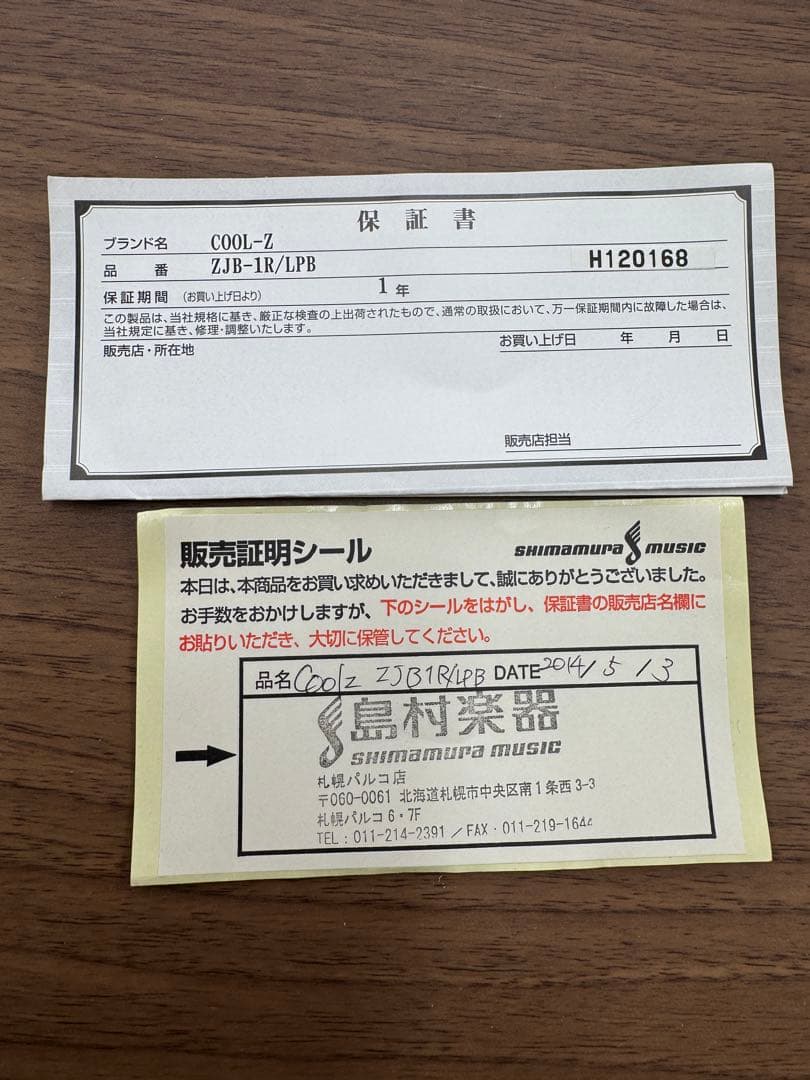 保証書
ブランド名 COOL-Z
品番 ZJB-1R/LPB H120168
保証期間 (お買い上げ日より) 1年
この製品は、当社規格に基き、厳正な検査の上出荷されたもので、通常の取扱において、万一保証期間内に故障した場合は、
当社規定に基き、修理・調整いたします。
販売店・所在地 お買い上げ日 年 月 日
販売店担当
販売証明シール SHIMAMURA MUSIC
本日は、本商品をお買い求めいただきまして、誠にありがとうございました。
お手数をおかけしますが、下のシールをはがし、保証書の販売店名欄に
お貼りいただき、大切に保管してください。
品名 Coolz ZJB1R/LPB DATE 2014/5/3
島村楽器
SHIMAMURA MUSIC
札幌パルコ店
〒060-0061 北海道札幌市中央区南1条西3-3
札幌パルコ6・7F
TEL:011-214-2391/FAX・011-219-1644